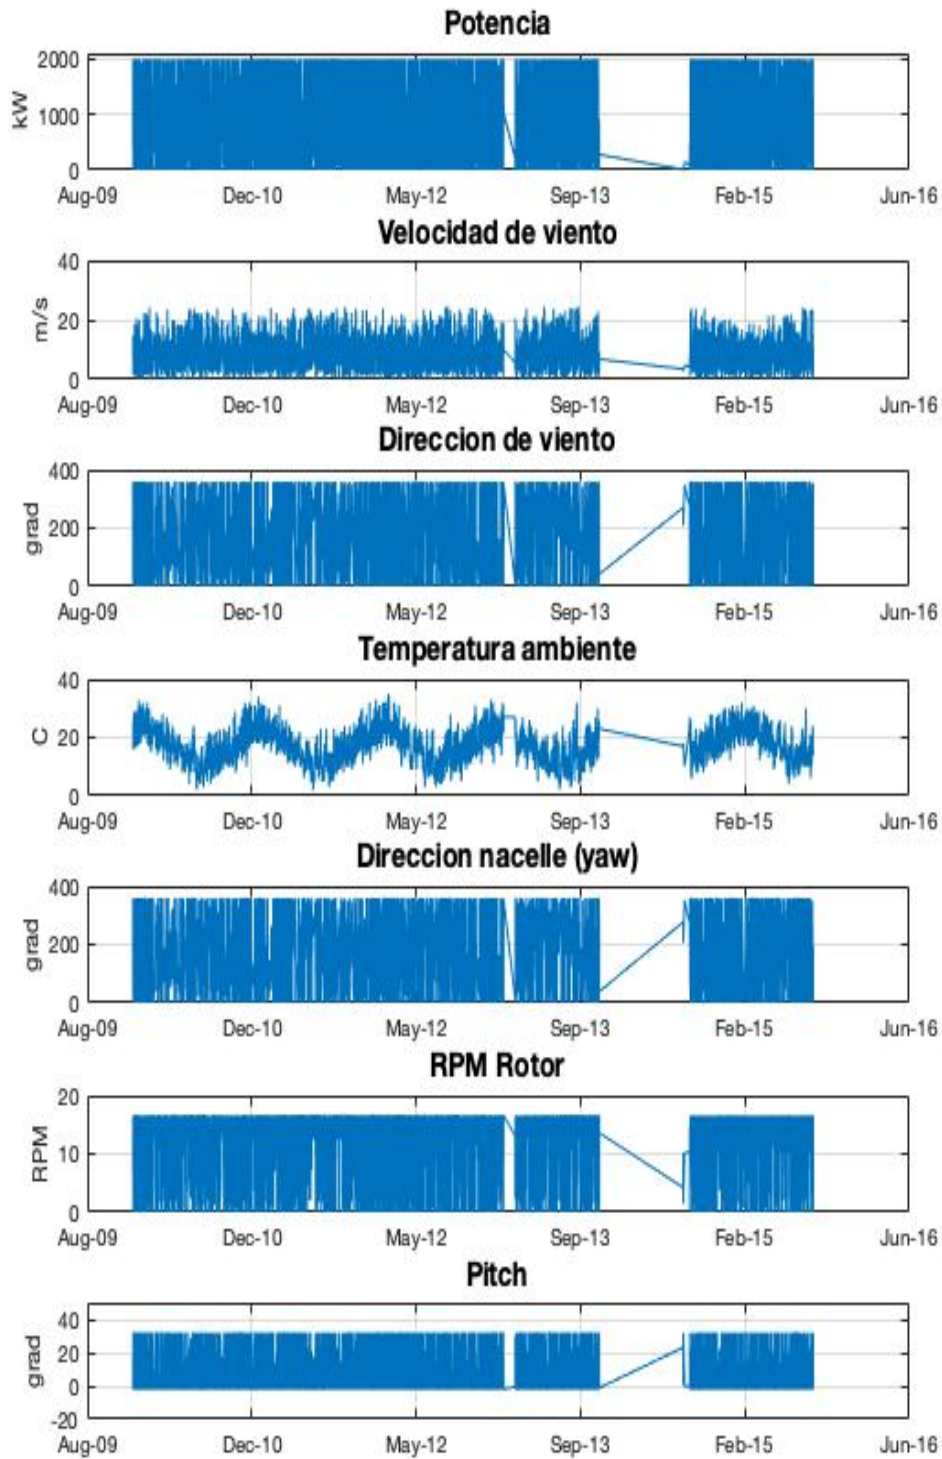 Potencia
2000
1000
0
kW
Aug-09 Dec-10 May-12 Sep-13 Feb-15 Jun-16
Velocidad de viento
40
20
0
m/s
Aug-09 Dec-10 May-12 Sep-13 Feb-15 Jun-16
Direccion de viento
400
200
0
grad
Aug-09 Dec-10 May-12 Sep-13 Feb-15 Jun-16
Temperatura ambiente
40
20
0
C
Aug-09 Dec-10 May-12 Sep-13 Feb-15 Jun-16
Direccion nacelle (yaw)
400
200
0
grad
Aug-09 Dec-10 May-12 Sep-13 Feb-15 Jun-16
RPM Rotor
20
10
0
RPM
Aug-09 Dec-10 May-12 Sep-13 Feb-15 Jun-16
Pitch
40
20
0
-20
grad
Aug-09 Dec-10 May-12 Sep-13 Feb-15 Jun-16